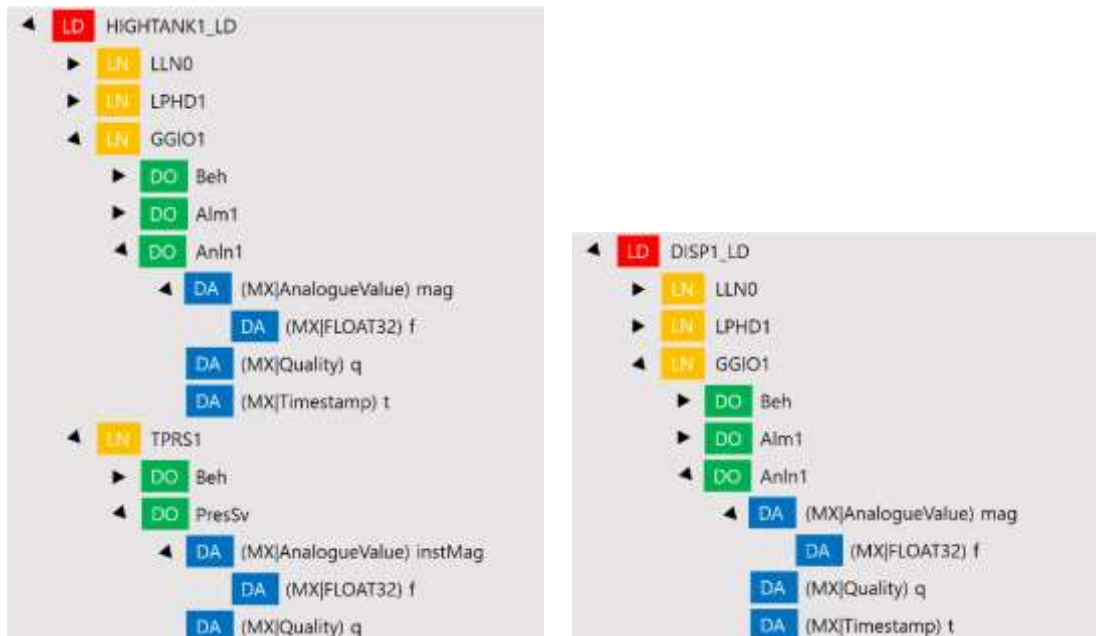 LD HIGHTANK1_LD
LN LLN0
LN LPHD1
LN GGIO1
DO Beh
DO Alm1
DO AnIn1
DA (MX|AnalogueValue) mag
DA (MX|FLOAT32) f
DA (MX|Quality) q
DA (MX|Timestamp) t
LN TPRS1
DO Beh
DO PresSv
DA (MX|AnalogueValue) instMag
DA (MX|FLOAT32) f
DA (MX|Quality) q
LD DISP1_LD
LN LLN0
LN LPHD1
LN GGIO1
DO Beh
DO Alm1
DO AnIn1
DA (MX|AnalogueValue) mag
DA (MX|FLOAT32) f
DA (MX|Quality) q
DA (MX|Timestamp) t